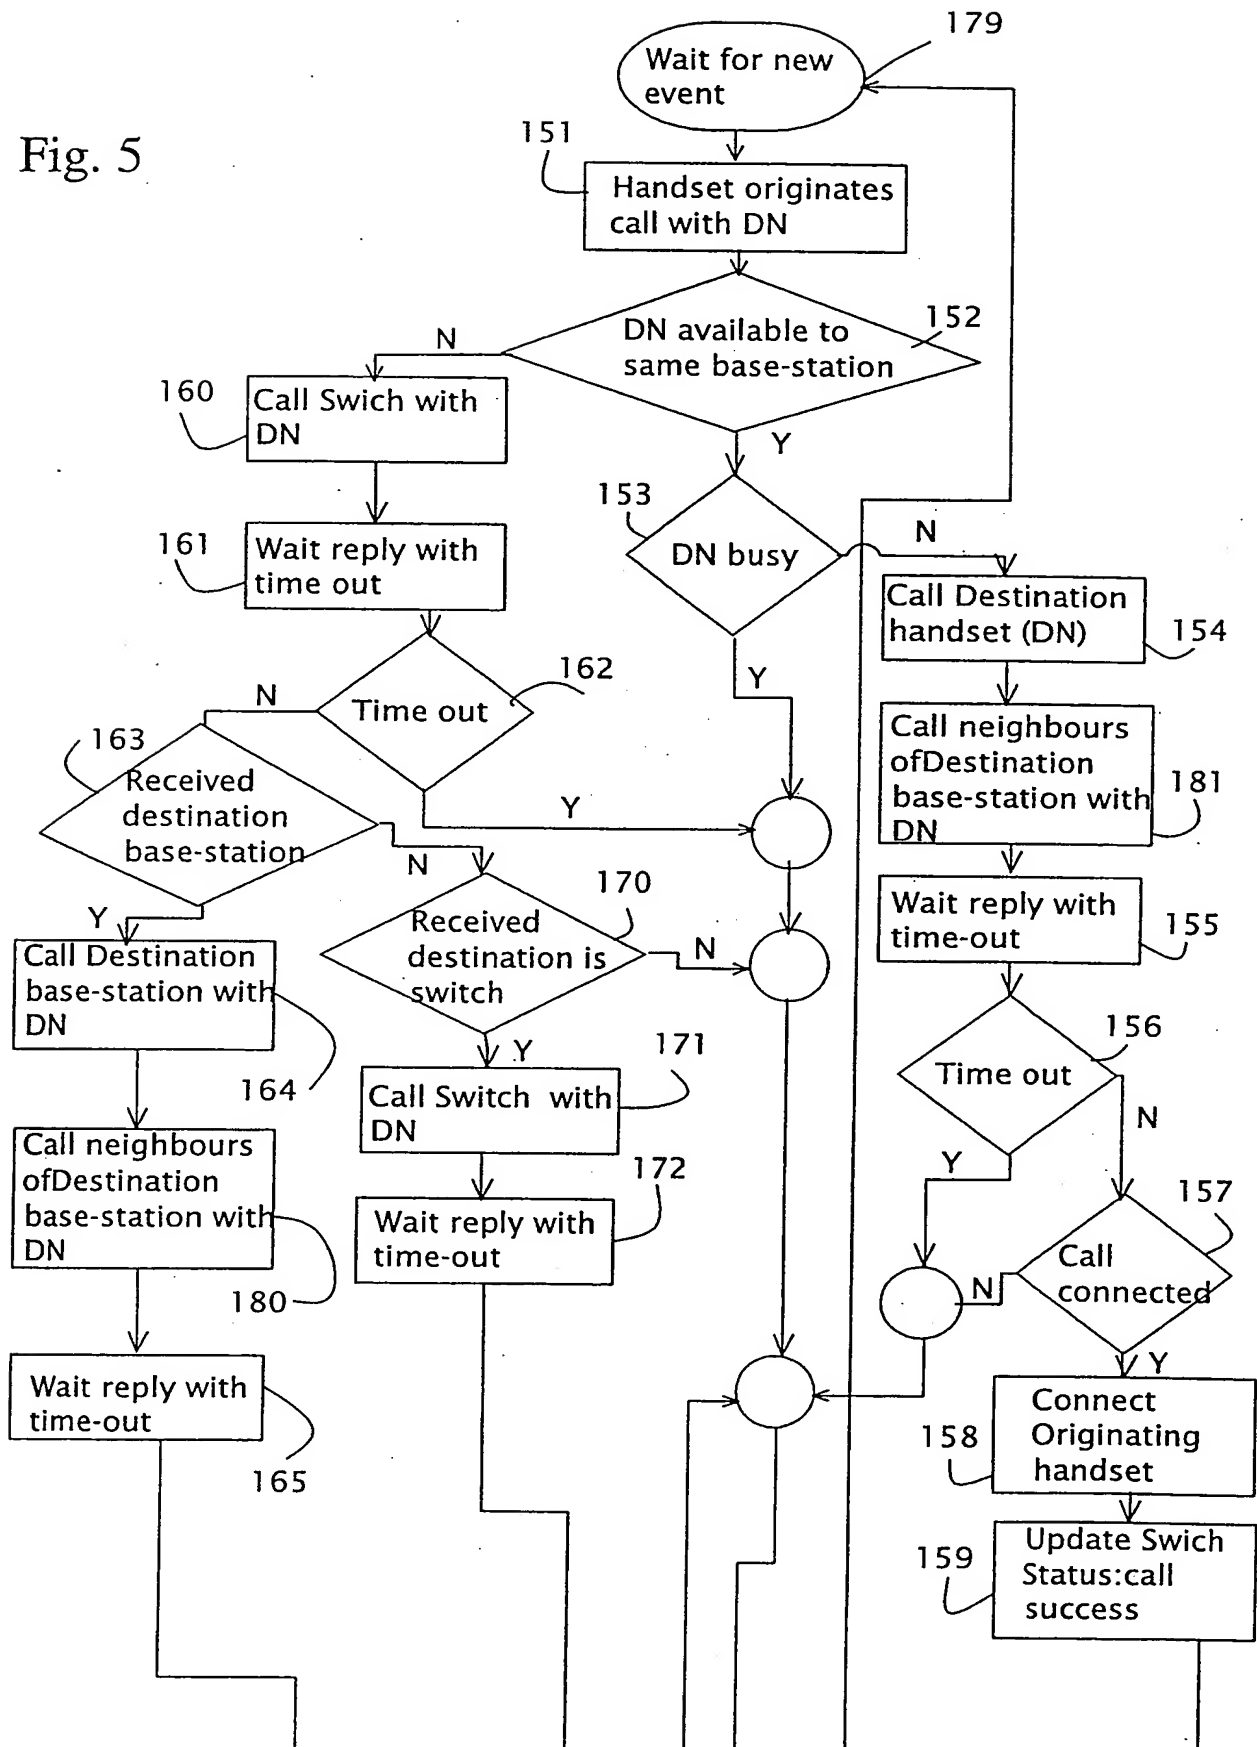 Fig. 5
179
Wait for new
event
151
Handset originates
call with DN
152
DN available to
same base-station
N
Y
160
Call Swich with
DN
153
DN busy
N
Y
161
Wait reply with
time out
Call Destination
handset (DN)
154
162
Time out
N
Y
163
Received
destination
base-station
N
Y
Call neighbours
ofDestination
base-station with
DN
181
170
Received
destination is
switch
N
Y
Wait reply with
time-out
155
Call Destination
base-station with
DN
164
156
Time out
N
Y
171
Call Switch with
DN
Call neighbours
ofDestination
base-station with
DN
180
172
Wait reply with
time-out
157
Call
connected
N
Y
Wait reply with
time-out
165
Connect
Originating
handset
158
Update Swich
Status:call
success
159